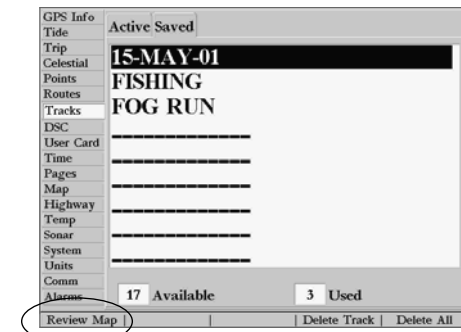 GPS Info
Tide
Trip
Celestial
Points
Routes
Tracks
DSC
User Card
Time
Pages
Map
Highway
Temp
Sonar
System
Units
Comm
Alarms
Active Saved
15-MAY-01
FISHING
FOG RUN
17 Available 3 Used
Review Map | | | Delete Track | Delete All